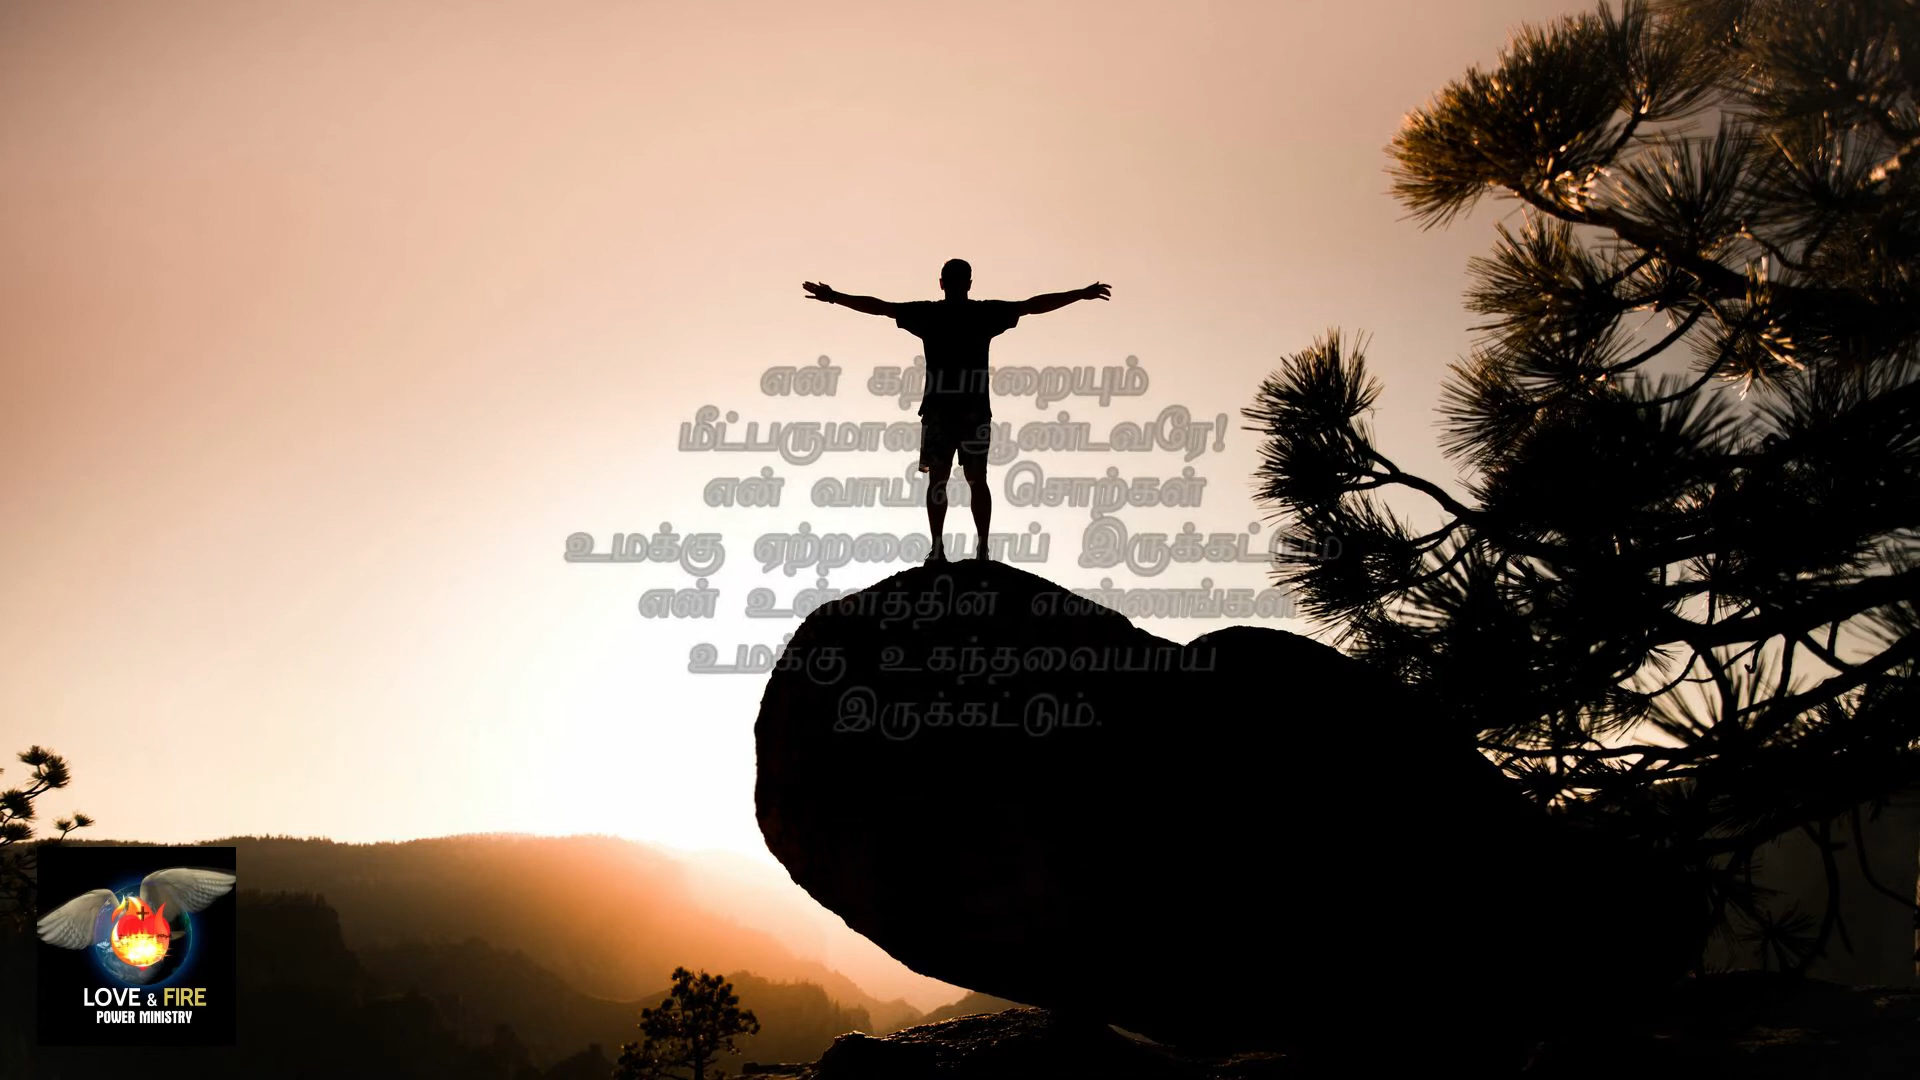 என் கற்பாறையும்
மீட்பருமான ஆண்டவரே!
என் வாயின் சொற்கள்
உமக்கு ஏற்றவையாய் இருக்கட்டும்
என் உள்ளத்தின் எண்ணங்கள்
உமக்கு உகந்தவையாய்
இருக்கட்டும்.
LOVE & FIRE
POWER MINISTRY